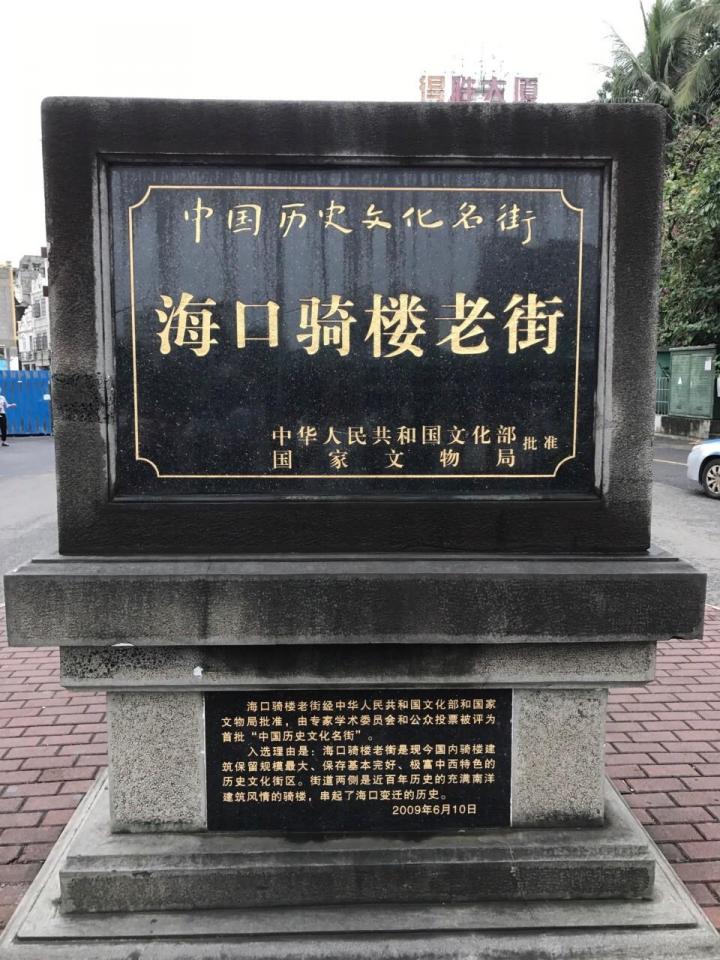 得胜大厦
中国历史文化名街
海口骑楼老街
中华人民共和国文化部
国家文物局
批准
海口骑楼老街经中华人民共和国文化部和国家
文物局批准，由专家学术委员会和公众投票被评为
首批“中国历史文化名街”。
入选理由是：海口骑楼老街是现今国内骑楼建
筑保留规模最大、保存基本完好、极富中西特色的
历史文化街区。街道两侧是近百年历史的充满南洋
建筑风情的骑楼，串起了海口变迁的历史。
2009年6月10日